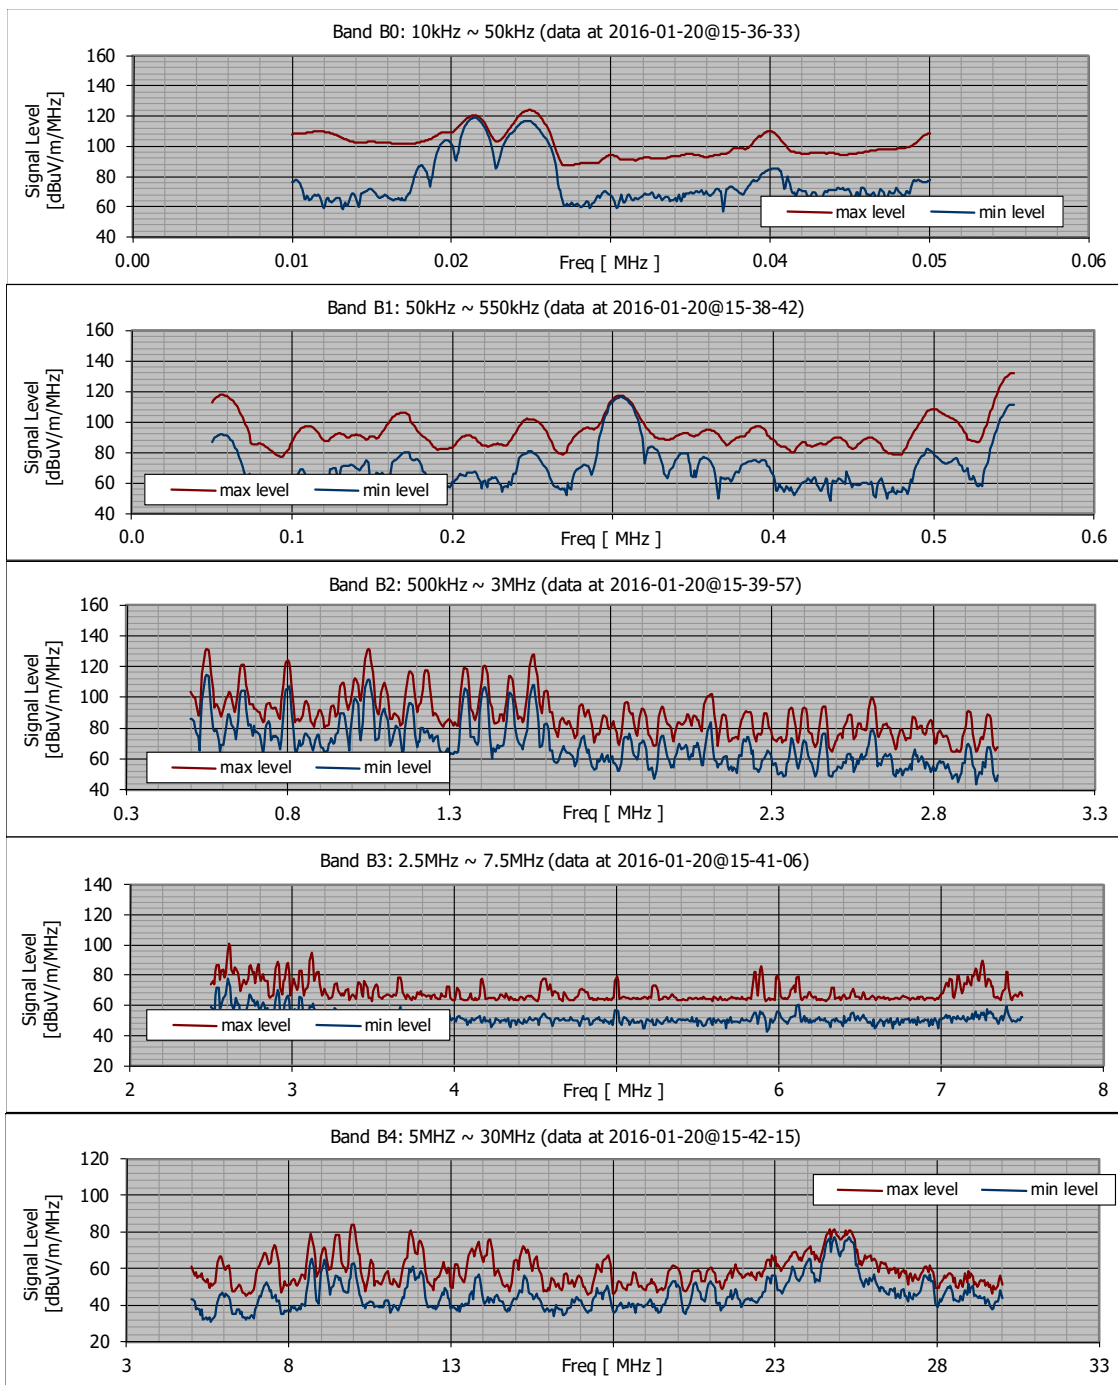 Band B0: 10kHz ~ 50kHz (data at 2016-01-20@15-36-33)
Signal Level
[dBuV/m/MHz]
160
140
120
100
80
60
40
max level min level
0.00 0.01 0.02 Freq [ MHz ] 0.04 0.05 0.06
Band B1: 50kHz ~ 550kHz (data at 2016-01-20@15-38-42)
Signal Level
[dBuV/m/MHz]
160
140
120
100
80
60
40
max level min level
0.0 0.1 0.2 Freq [ MHz ] 0.4 0.5 0.6
Band B2: 500kHz ~ 3MHz (data at 2016-01-20@15-39-57)
Signal Level
[dBuV/m/MHz]
160
140
120
100
80
60
40
max level min level
0.3 0.8 1.3 Freq [ MHz ] 2.3 2.8 3.3
Band B3: 2.5MHz ~ 7.5MHz (data at 2016-01-20@15-41-06)
Signal Level
[dBuV/m/MHz]
140
120
100
80
60
40
20
max level min level
2 3 4 Freq [ MHz ] 6 7 8
Band B4: 5MHZ ~ 30MHz (data at 2016-01-20@15-42-15)
Signal Level
[dBuV/m/MHz]
120
100
80
60
40
20
max level min level
3 8 13 Freq [ MHz ] 23 28 33